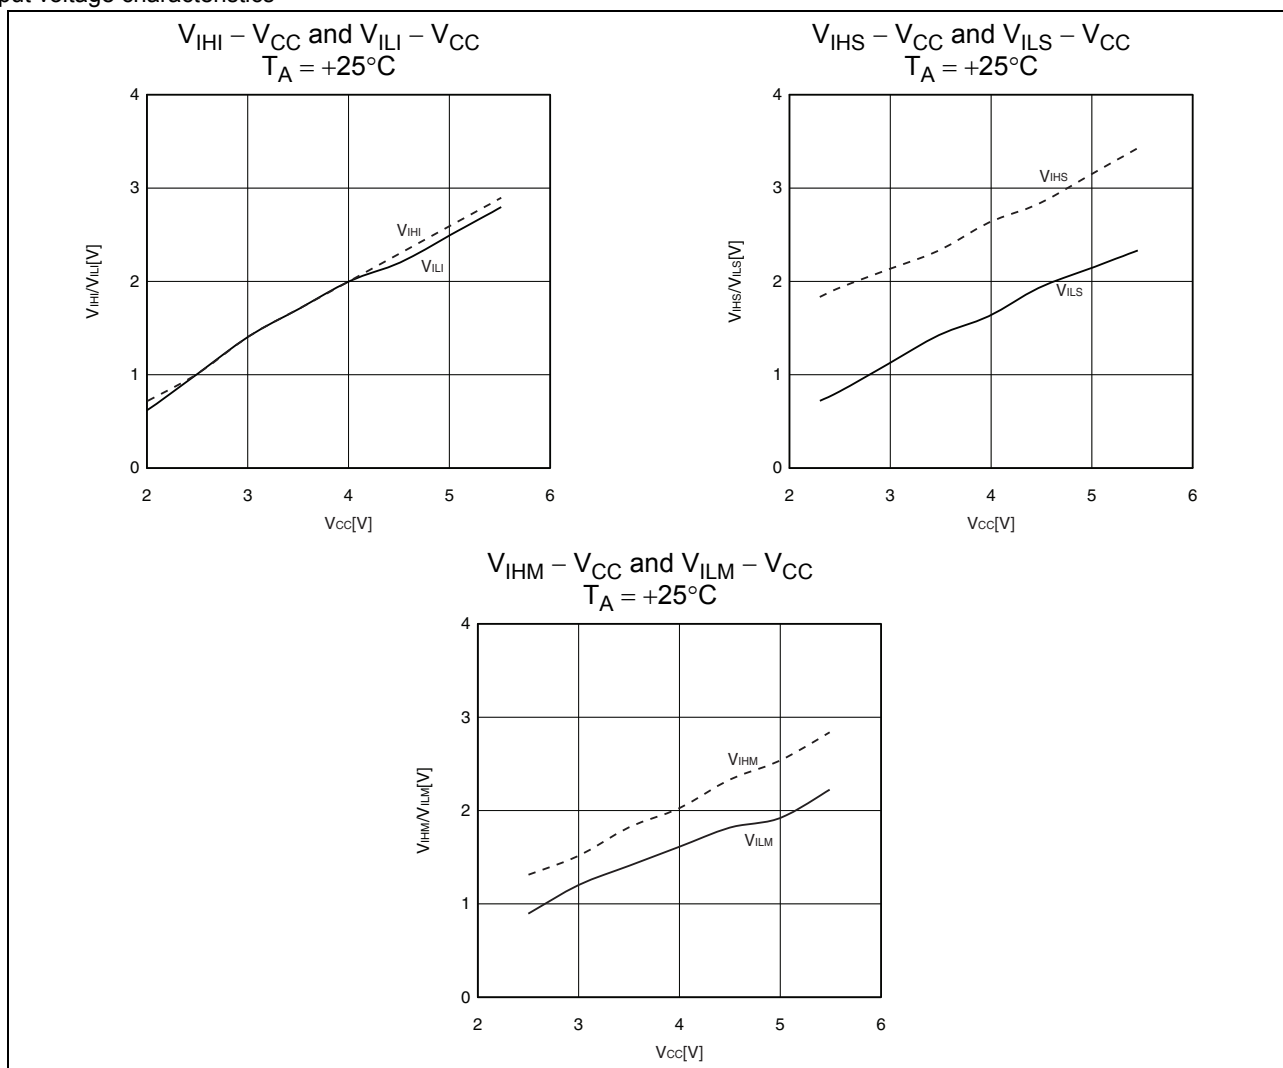 put voltage characteristics
VIHI – VCC and VILI – VCC
TA = +25°C
4
3
2
1
0
VIHI/VILI[V]
VIHI
VILI
2 3 4 5 6
VCC[V]
VIHS – VCC and VILS – VCC
TA = +25°C
4
3
2
1
0
VIHS/VILS[V]
VIHS
VILS
2 3 4 5 6
VCC[V]
VIHM – VCC and VILM – VCC
TA = +25°C
4
3
2
1
0
VIHM/VILM[V]
VIHM
VILM
2 3 4 5 6
VCC[V]